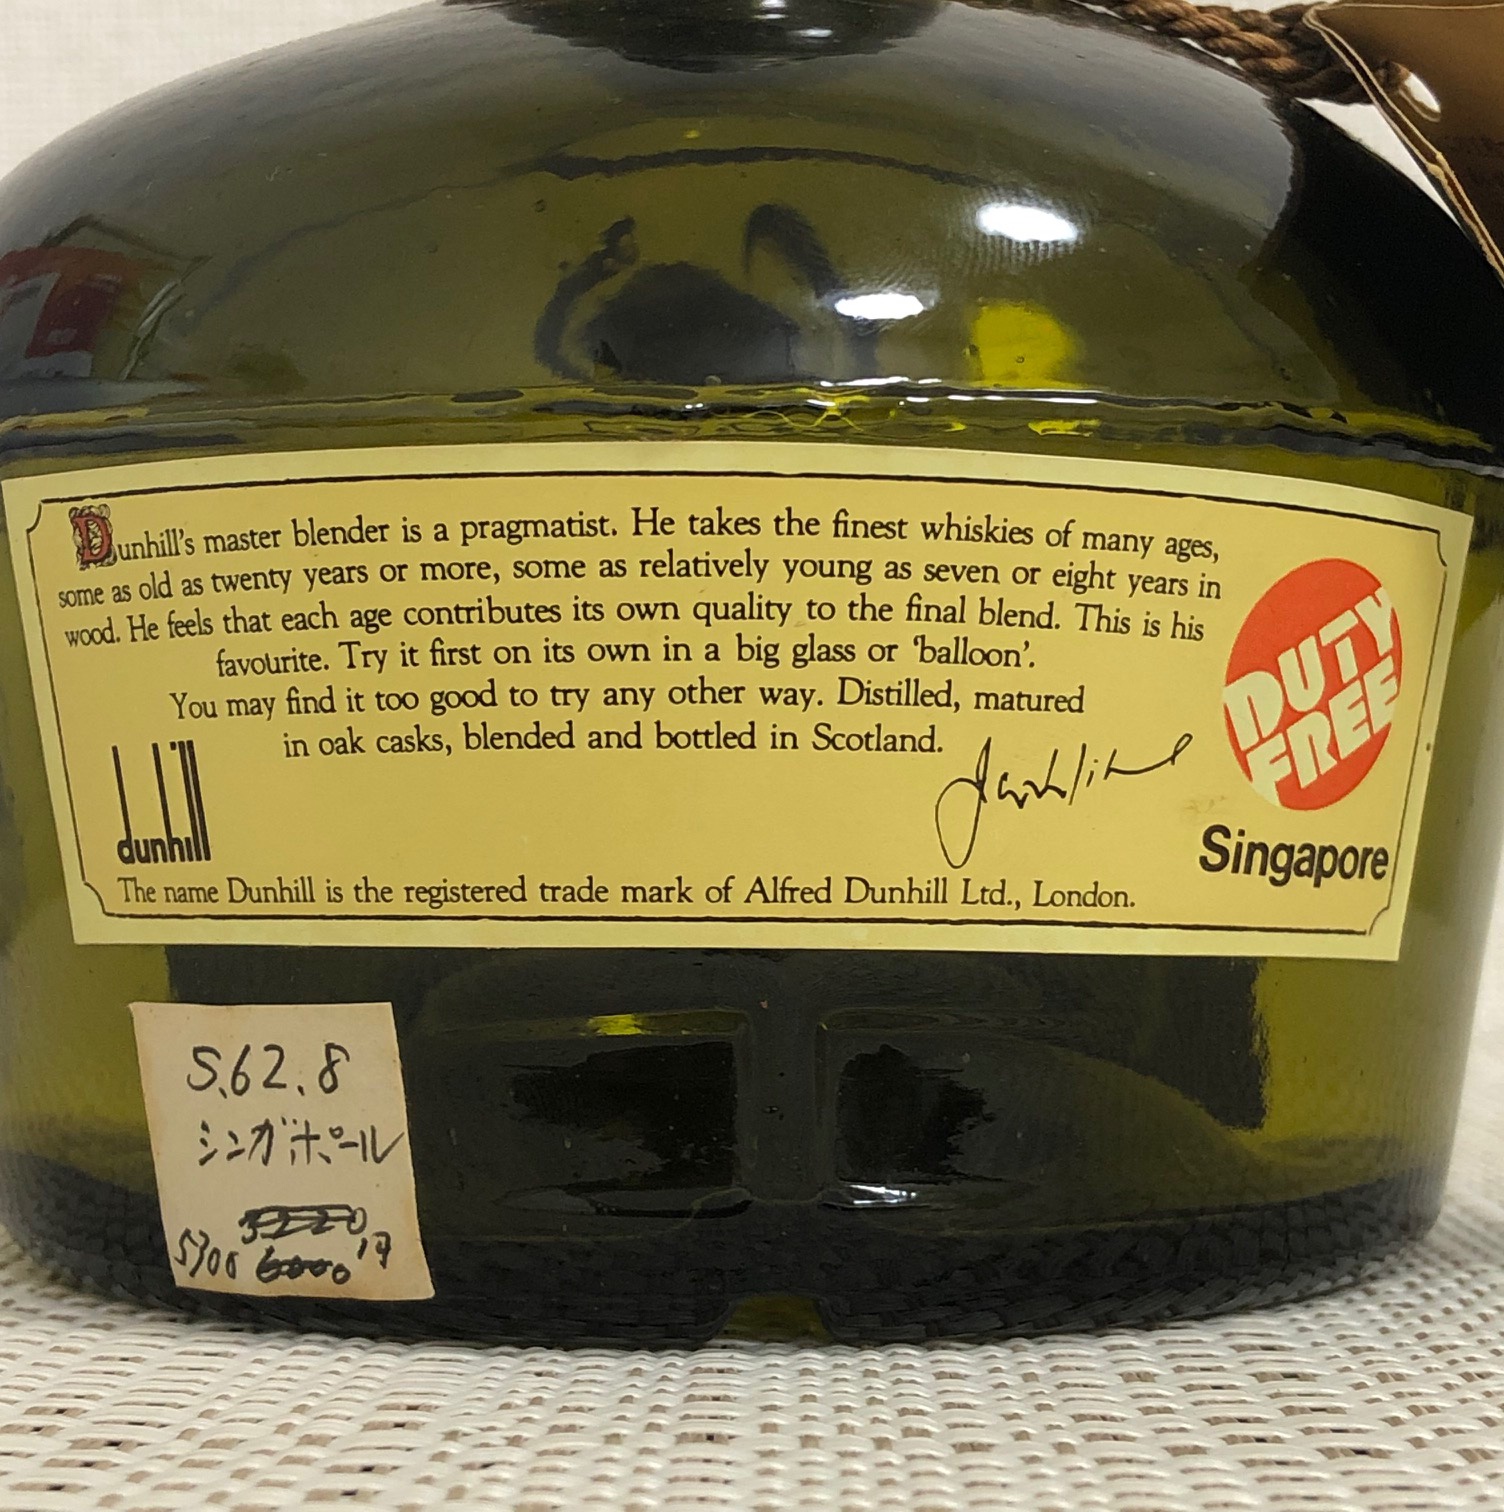 Dunhill's master blender is a pragmatist. He takes the finest whiskies of many ages,
some as old as twenty years or more, some as relatively young as seven or eight years in
wood. He feels that each age contributes its own quality to the final blend. This is his
favourite. Try it first on its own in a big glass or ‘balloon’.
You may find it too good to try any other way. Distilled, matured
in oak casks, blended and bottled in Scotland.
dunhill
The name Dunhill is the registered trade mark of Alfred Dunhill Ltd., London.
DUTY
FREE
Singapore
S.62.8
シンガポール